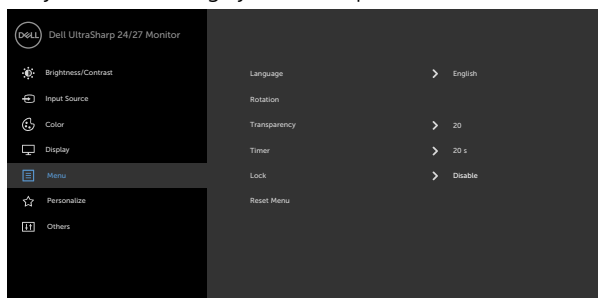 DELL
Dell UltraSharp 24/27 Monitor
Brightness/Contrast
Input Source
Color
Display
Menu
Personalize
Others
Language English
Rotation
Transparency 20
Timer 20 s
Lock Disable
Reset Menu